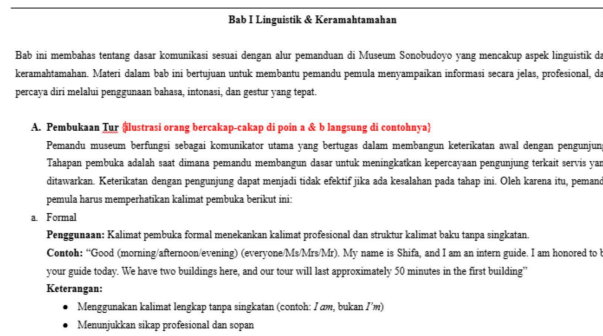 Bab I Linguistik & Keramahtamahan
Bab ini membahas tentang dasar komunikasi sesuai dengan alur pemanduan di Museum Sonobudoyo yang mencakup aspek linguistik da
keramahtamahan. Materi dalam bab ini bertujuan untuk membantu pemandu pemula menyampaikan informasi secara jelas, profesional, da
percaya diri melalui penggunaan bahasa, intonasi, dan gestur yang tepat.
A. Pembukaan Tur (ilustrasi orang bercakap-cakap di poin a & b langsung di contohnya)
Pemandu museum berfungsi sebagai komunikator utama yang bertugas dalam membangun keterikatan awal dengan pengunjung
Tahapan pembuka adalah saat dimana pemandu membangun dasar untuk meningkatkan kepercayaan pengunjung terkait servis yan
ditawarkan. Keterikatan dengan pengunjung dapat menjadi tidak efektif jika ada kesalahan pada tahap ini. Oleh karena itu, pemand
pemula harus memperhatikan kalimat pembuka berikut ini:
a. Formal
Penggunaan: Kalimat pembuka formal menekankan kalimat profesional dan struktur kalimat baku tanpa singkatan.
Contoh: “Good (morning/afternoon/evening) (everyone/Ms/Mrs/Mr). My name is Shifa, and I am an intern guide. I am honored to b
your guide today. We have two buildings here, and our tour will last approximately 50 minutes in the first building”
Keterangan:
• Menggunakan kalimat lengkap tanpa singkatan (contoh: I am, bukan I’m)
• Menunjukkan sikap profesional dan sopan